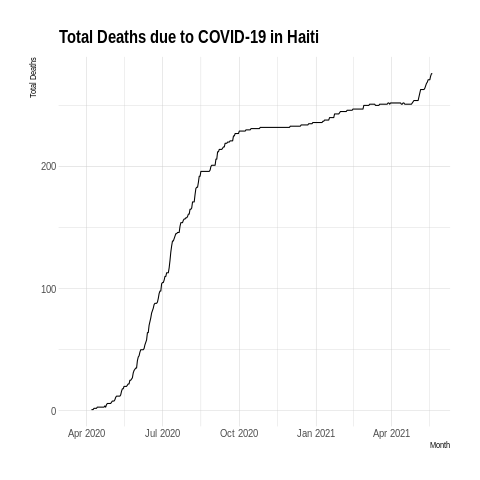 Total Deaths due to COVID-19 in Haiti
Total Deaths
200
100
0
Apr 2020 Jul 2020 Oct 2020 Jan 2021 Apr 2021
Month